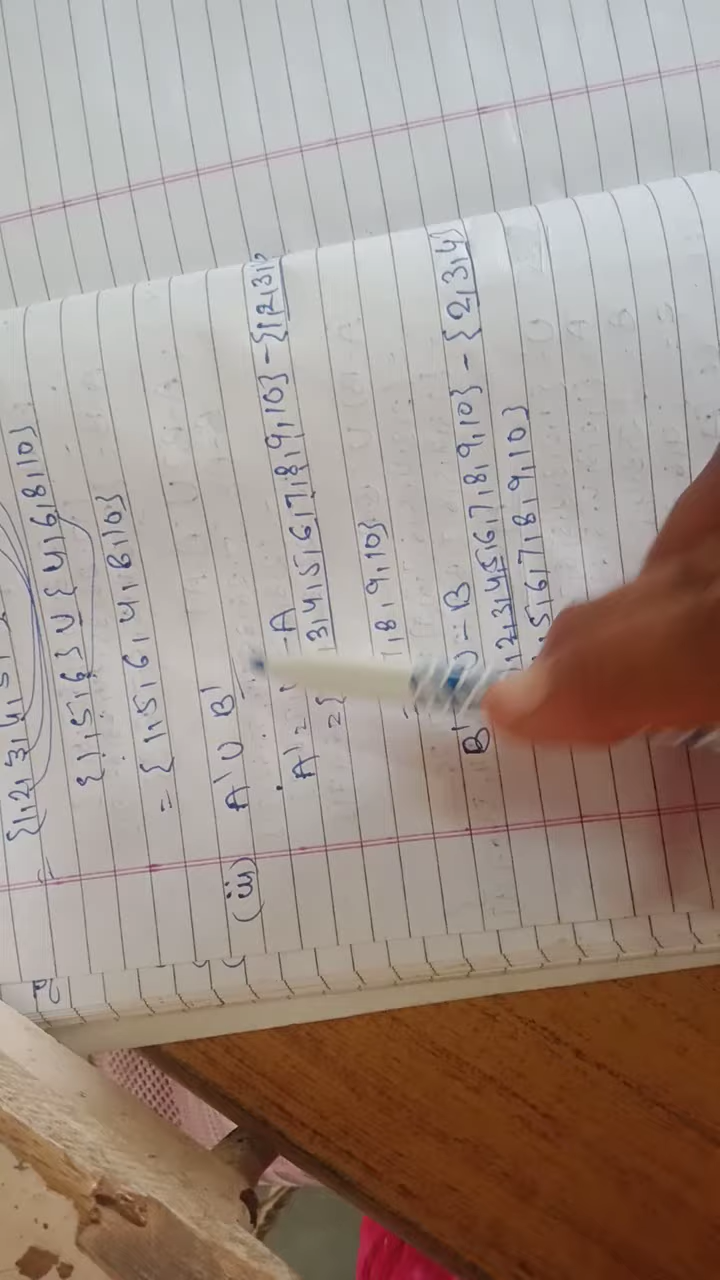 = {1,2,3,4,5,
{1,5,6} ∪ {4,6,8,10}
= {1,5,6,4,8,10}
(iii) A' ∪ B'
A' = - A
= { 3,4,5,6,7,8,9,10} - {1,2,3,
,8,9,10}
B' U - B
1,2,3,4,5,6,7,8,9,10} - {2,3,4}
,5,6,7,8,9,10}